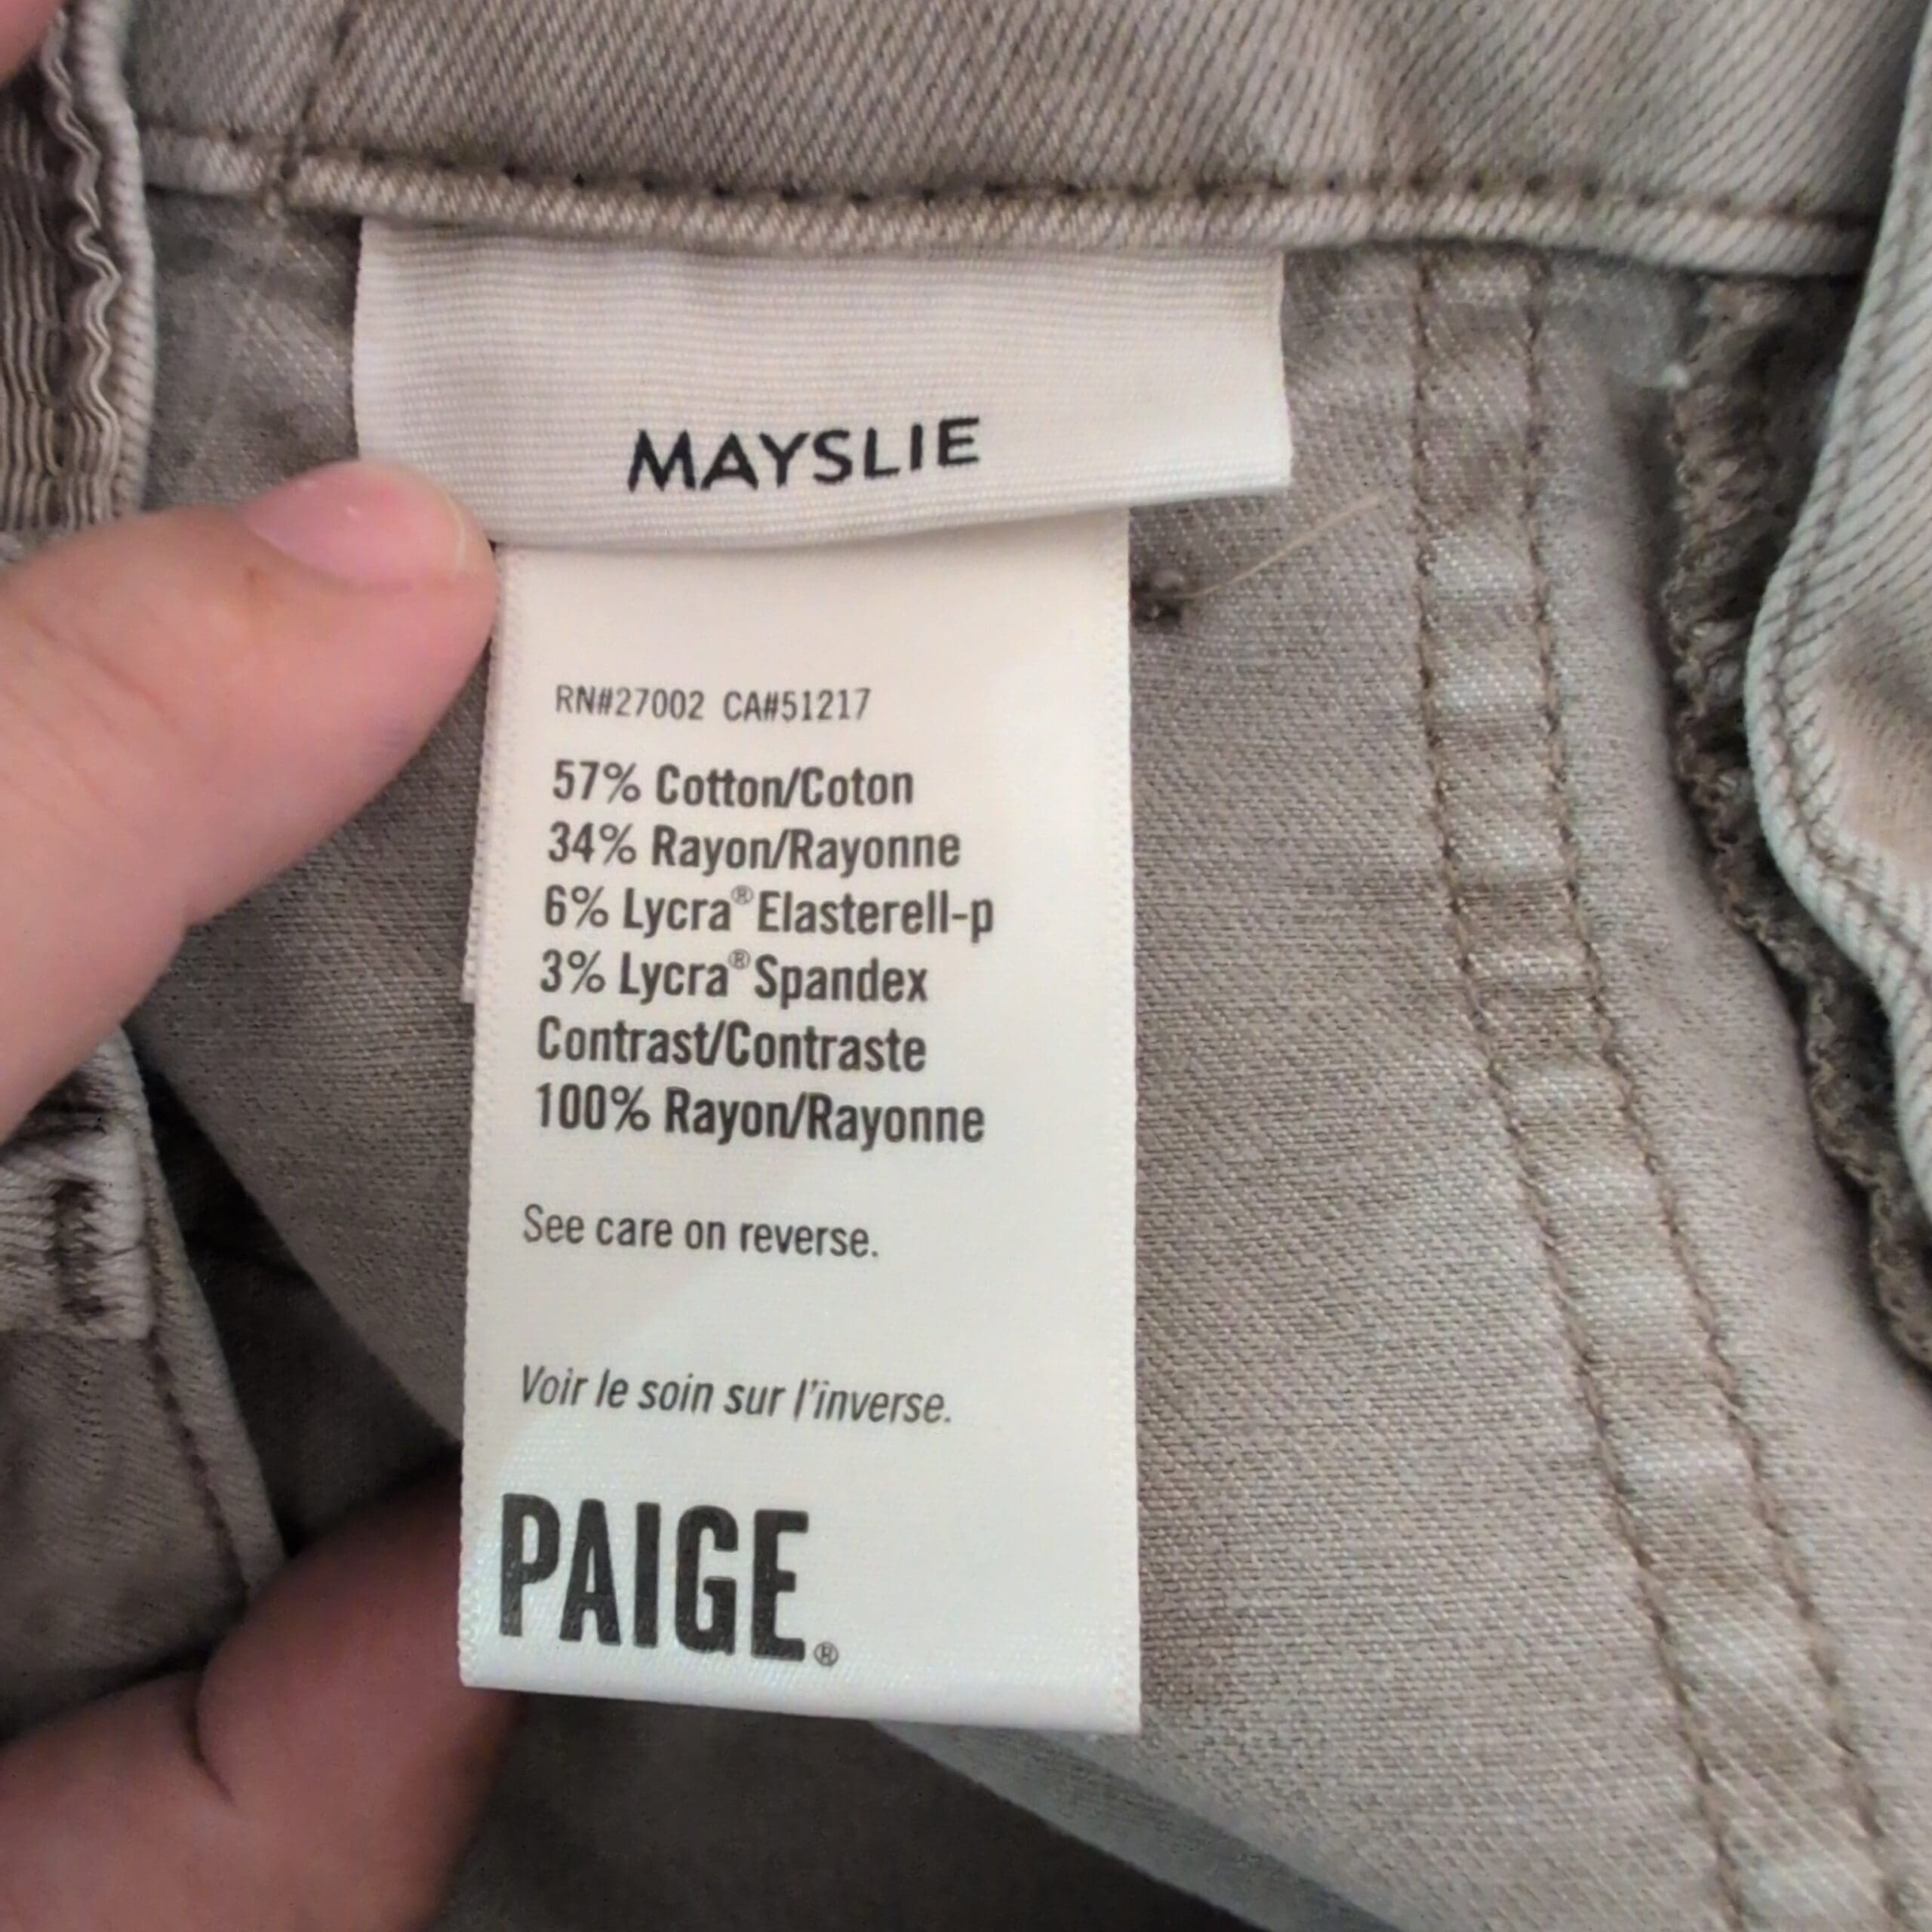 MAYSLIE
RN#27002 CA#51217
57% Cotton/Coton
34% Rayon/Rayonne
6% Lycra® Elasterell-p
3% Lycra® Spandex
Contrast/Contraste
100% Rayon/Rayonne
See care on reverse.
Voir le soin sur l'inverse.
PAIGE®